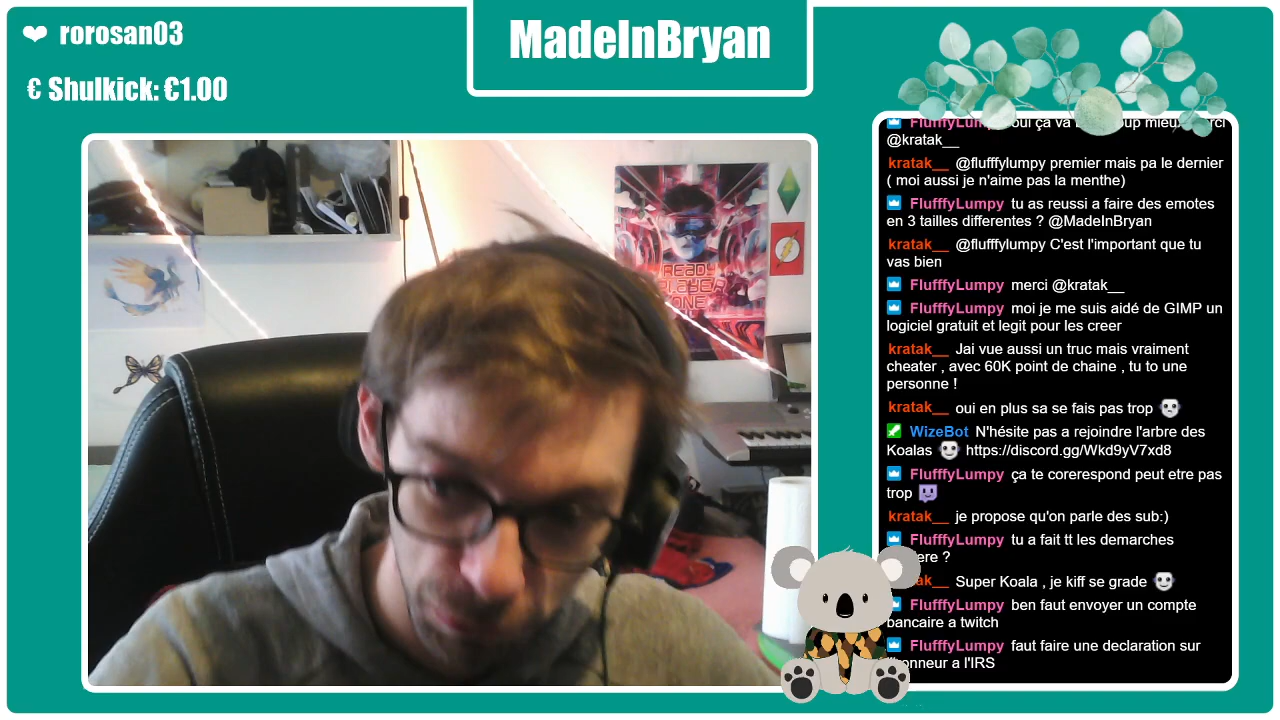 ❤ rorosan03
€ Shulkick: €1.00
MadeInBryan
READY
PLAYER
ONE
FlufffyLumpy oui ça va
@kratak__
kratak__ @flufffylumpy premier mais pa le dernier
( moi aussi je n'aime pas la menthe)
FlufffyLumpy tu as reussi a faire des emotes
en 3 tailles differentes ? @MadeInBryan
kratak__ @flufffylumpy C'est l'important que tu
vas bien
FlufffyLumpy merci @kratak__
FlufffyLumpy moi je me suis aidé de GIMP un
logiciel gratuit et legit pour les creer
kratak__ Jai vue aussi un truc mais vraiment
cheater , avec 60K point de chaine , tu to une
personne !
kratak__ oui en plus sa se fais pas trop
WizeBot N'hésite pas a rejoindre l'arbre des
Koalas https://discord.gg/Wkd9yV7xd8
FlufffyLumpy ça te corerespond peut etre pas
trop
kratak__ je propose qu'on parle des sub:)
FlufffyLumpy tu a fait tt les demarches
ere ?
ak__ Super Koala , je kiff se grade
FlufffyLumpy ben faut envoyer un compte
bancaire a twitch
FlufffyLumpy faut faire une declaration sur
l'honneur a l'IRS